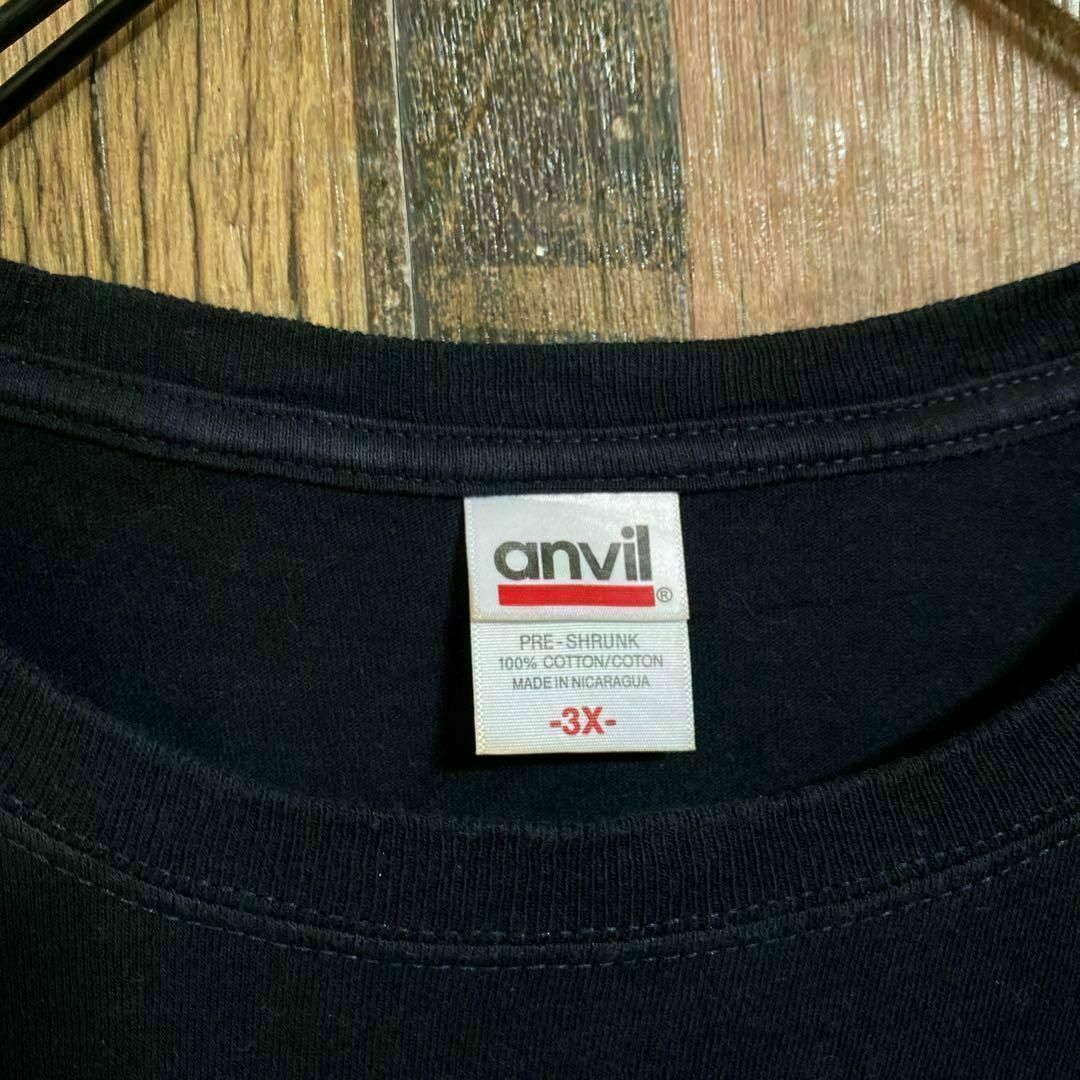 anvil®
PRE-SHRUNK
100% COTTON/COTON
MADE IN NICARAGUA
-3X-